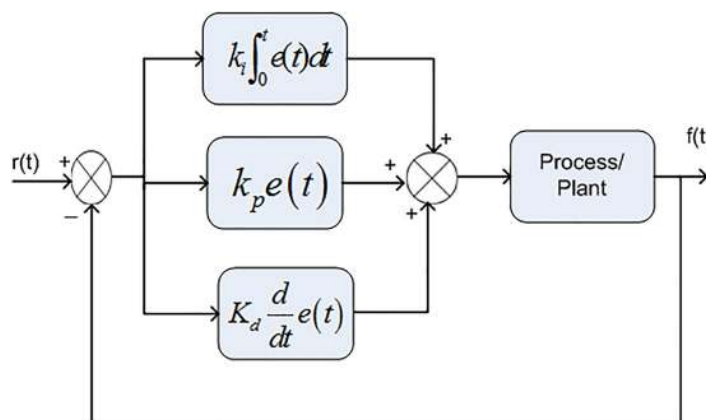 k_i∫_0^t e(t)dt
+
r(t)
+
k_p e(t)
+
Process/
Plant
f(t
−
+
K_d d/dt e(t)